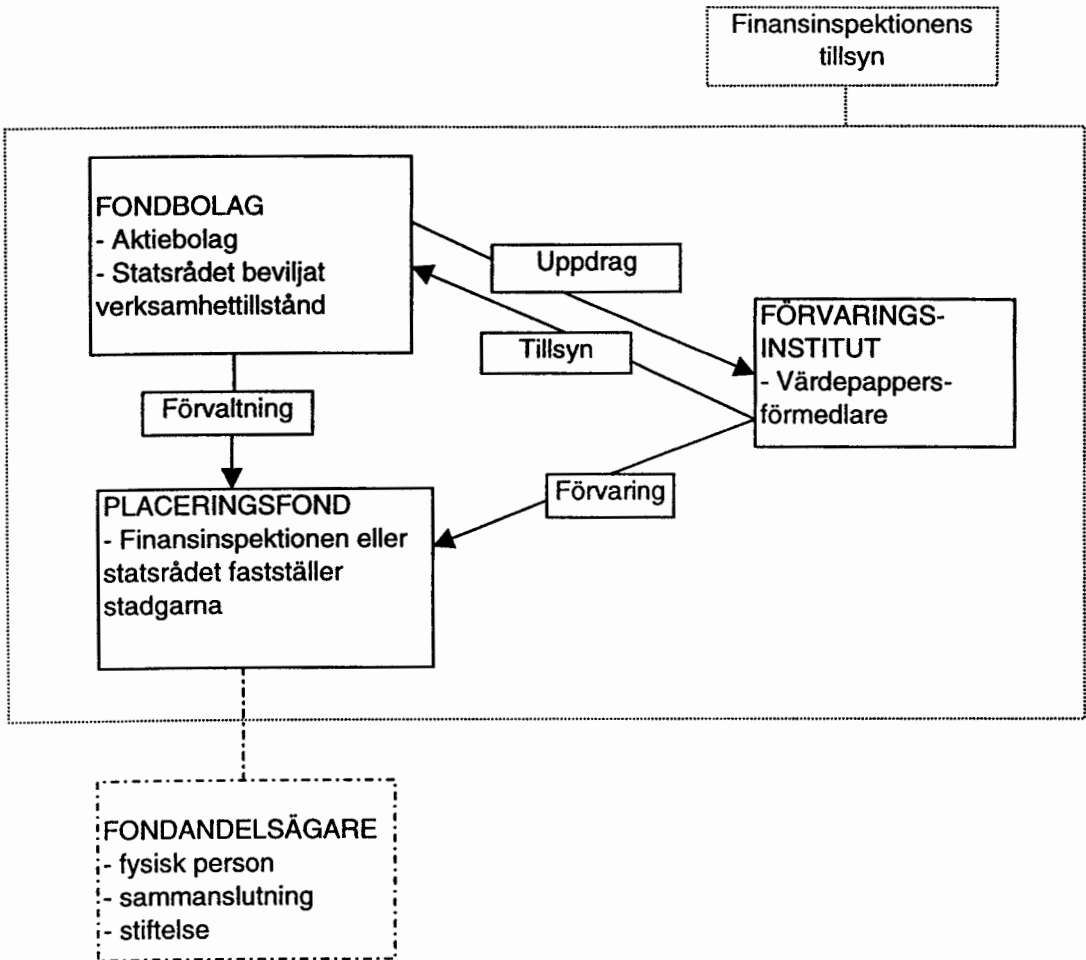 Finansinspektionens
tillsyn
FONDBOLAG
- Aktiebolag
- Statsrådet beviljat
verksamhettillstånd
Uppdrag
Tillsyn
FÖRVARINGS-
INSTITUT
- Värdepappers-
förmedlare
Förvaltning
Förvaring
PLACERINGSFOND
- Finansinspektionen eller
statsrådet fastställer
stadgarna
FONDANDELSÄGARE
- fysisk person
- sammanslutning
- stiftelse